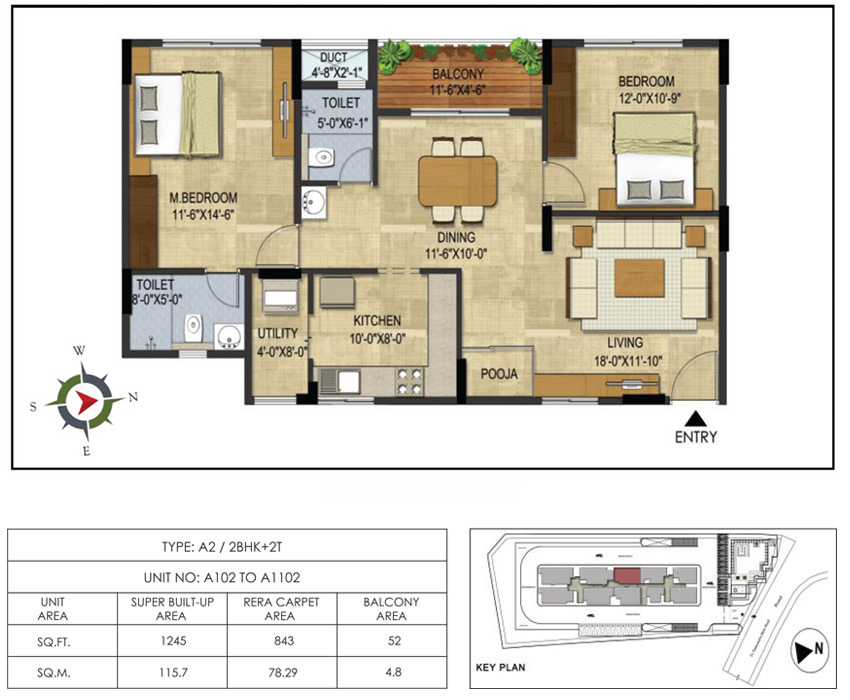 DUCT
4'-8"X2'-1"
BALCONY
11'-6"X4'-6"
BEDROOM
12'-0"X10'-9"
TOILET
5'-0"X6'-1"
M.BEDROOM
11'-6"X14'-6"
DINING
11'-6"X10'-0"
TOILET
8'-0"X5'-0"
UTILITY
4'-0"X8'-0"
KITCHEN
10'-0"X8'-0"
LIVING
18'-0"X11'-10"
POOJA
ENTRY
W
S
N
E
TYPE: A2 / 2BHK+2T
UNIT NO: A102 TO A1102
UNIT AREA
SUPER BUILT-UP AREA
RERA CARPET AREA
BALCONY AREA
SQ.FT.
1245
843
52
SQ.M.
115.7
78.29
4.8
KEY PLAN
N